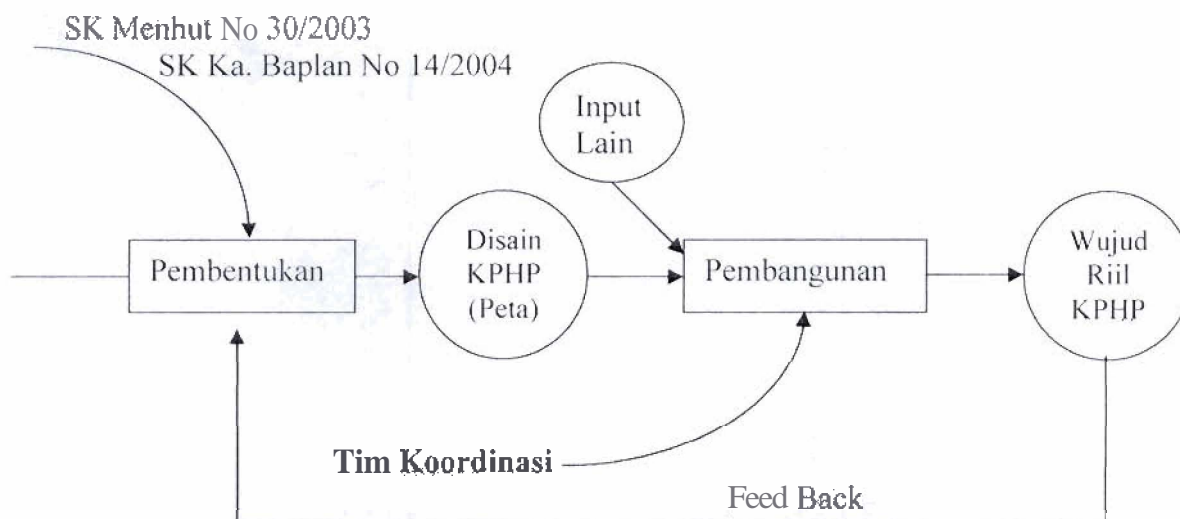 SK Menhut No 30/2003
SK Ka. Baplan No 14/2004
Input
Lain
Pembentukan
Disain
KPHP
(Peta)
Pembangunan
Wujud
Riil
KPHP
Tim Koordinasi
Feed Back